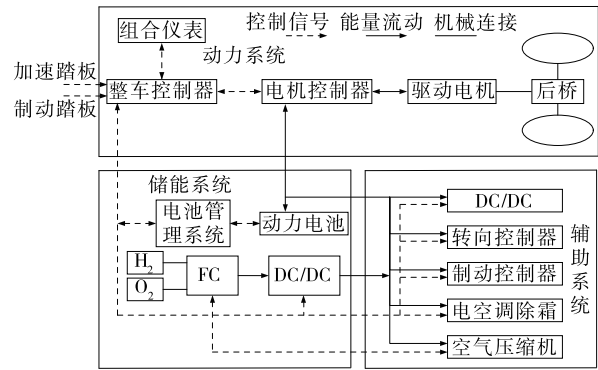 组合仪表
控制信号 能量流动 机械连接
动力系统
加速踏板
制动踏板
整车控制器
电机控制器
驱动电机
后桥
储能系统
电池管
理系统
动力电池
H2
O2
FC
DC/DC
DC/DC
转向控制器
制动控制器
电空调除霜
空气压缩机
辅助系统